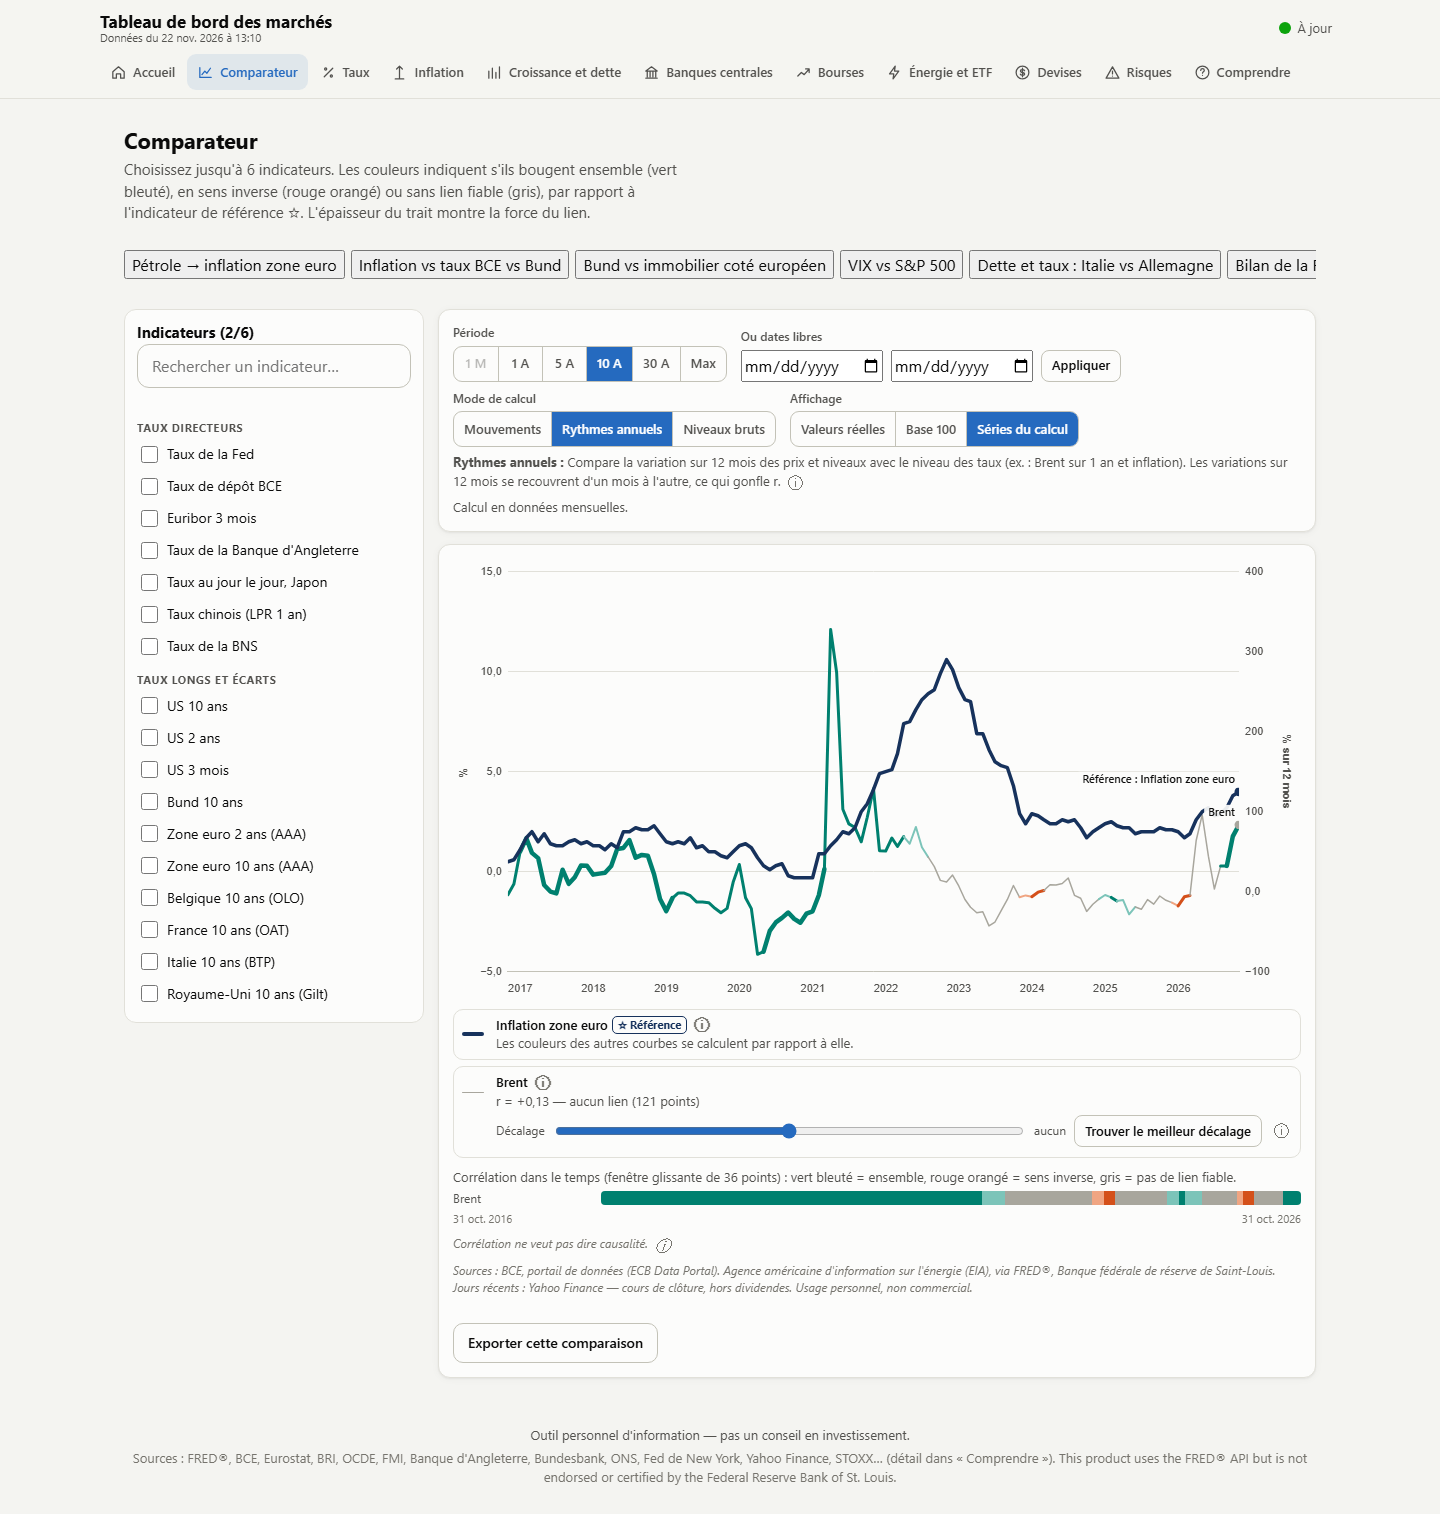 Tableau de bord des marchés
Données du 22 nov. 2026 à 13:10
À jour
Accueil
Comparateur
Taux
Inflation
Croissance et dette
Banques centrales
Bourses
Énergie et ETF
Devises
Risques
Comprendre
Comparateur
Choisissez jusqu'à 6 indicateurs. Les couleurs indiquent s'ils bougent ensemble (vert
bleuté), en sens inverse (rouge orangé) ou sans lien fiable (gris), par rapport à
l'indicateur de référence ☆. L'épaisseur du trait montre la force du lien.
Pétrole → inflation zone euro
Inflation vs taux BCE vs Bund
Bund vs immobilier coté européen
VIX vs S&P 500
Dette et taux : Italie vs Allemagne
Bilan de la
Indicateurs (2/6)
Rechercher un indicateur...
TAUX DIRECTEURS
Taux de la Fed
Taux de dépôt BCE
Euribor 3 mois
Taux de la Banque d'Angleterre
Taux au jour le jour, Japon
Taux chinois (LPR 1 an)
Taux de la BNS
TAUX LONGS ET ÉCARTS
US 10 ans
US 2 ans
US 3 mois
Bund 10 ans
Zone euro 2 ans (AAA)
Zone euro 10 ans (AAA)
Belgique 10 ans (OLO)
France 10 ans (OAT)
Italie 10 ans (BTP)
Royaume-Uni 10 ans (Gilt)
Période
1 M
1 A
5 A
10 A
30 A
Max
Ou dates libres
mm/dd/yyyy
mm/dd/yyyy
Appliquer
Mode de calcul
Mouvements
Rythmes annuels
Niveaux bruts
Affichage
Valeurs réelles
Base 100
Séries du calcul
Rythmes annuels : Compare la variation sur 12 mois des prix et niveaux avec le niveau des taux (ex. : Brent sur 1 an et inflation). Les variations sur
12 mois se recouvrent d'un mois à l'autre, ce qui gonfle r.
Calcul en données mensuelles.
15,0
10,0
5,0
0,0
−5,0
%
400
300
200
100
0,0
−100
% sur 12 mois
Référence : Inflation zone euro
Brent
2017
2018
2019
2020
2021
2022
2023
2024
2025
2026
Inflation zone euro
☆ Référence
Les couleurs des autres courbes se calculent par rapport à elle.
Brent
r = +0,13 — aucun lien (121 points)
Décalage
aucun
Trouver le meilleur décalage
Corrélation dans le temps (fenêtre glissante de 36 points) : vert bleuté = ensemble, rouge orangé = sens inverse, gris = pas de lien fiable.
Brent
31 oct. 2016
31 oct. 2026
Corrélation ne veut pas dire causalité.
Sources : BCE, portail de données (ECB Data Portal). Agence américaine d'information sur l'énergie (EIA), via FRED®, Banque fédérale de réserve de Saint-Louis.
Jours récents : Yahoo Finance — cours de clôture, hors dividendes. Usage personnel, non commercial.
Exporter cette comparaison
Outil personnel d'information — pas un conseil en investissement.
Sources : FRED®, BCE, Eurostat, BRI, OCDE, FMI, Banque d'Angleterre, Bundesbank, ONS, Fed de New York, Yahoo Finance, STOXX… (détail dans « Comprendre »). This product uses the FRED® API but is not
endorsed or certified by the Federal Reserve Bank of St. Louis.